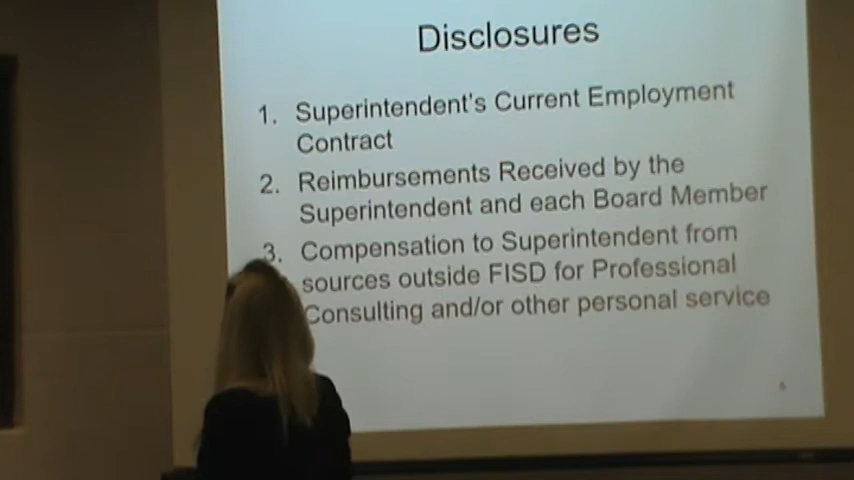 Disclosures
1. Superintendent's Current Employment
Contract
2. Reimbursements Received by the
Superintendent and each Board Member
3. Compensation to Superintendent from
sources outside FISD for Professional
Consulting and/or other personal service